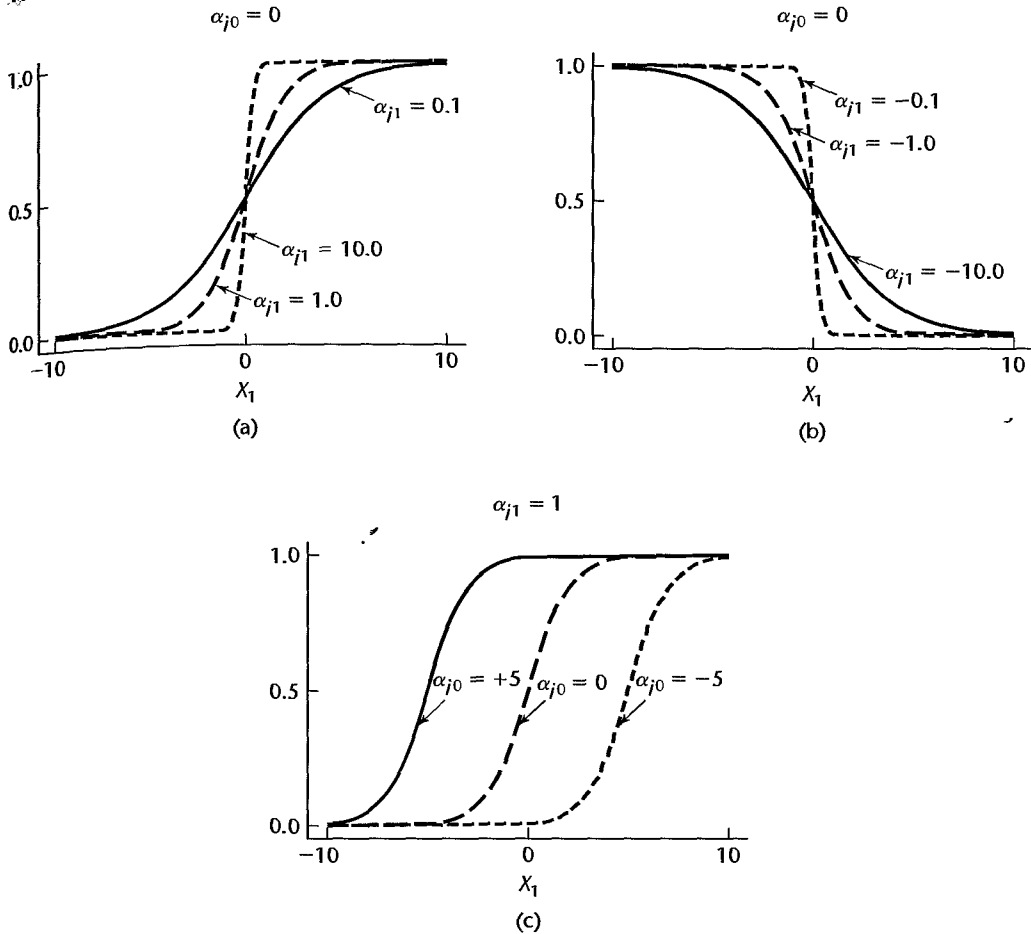 α_j0 = 0
1.0
0.5
0.0
α_j1 = 0.1
α_j1 = 10.0
α_j1 = 1.0
−10
0
10
X_1
(a)
α_j0 = 0
1.0
0.5
0.0
α_j1 = −0.1
α_j1 = −1.0
α_j1 = −10.0
−10
0
10
X_1
(b)
α_j1 = 1
1.0
0.5
0.0
α_j0 = +5
α_j0 = 0
α_j0 = −5
−10
0
10
X_1
(c)